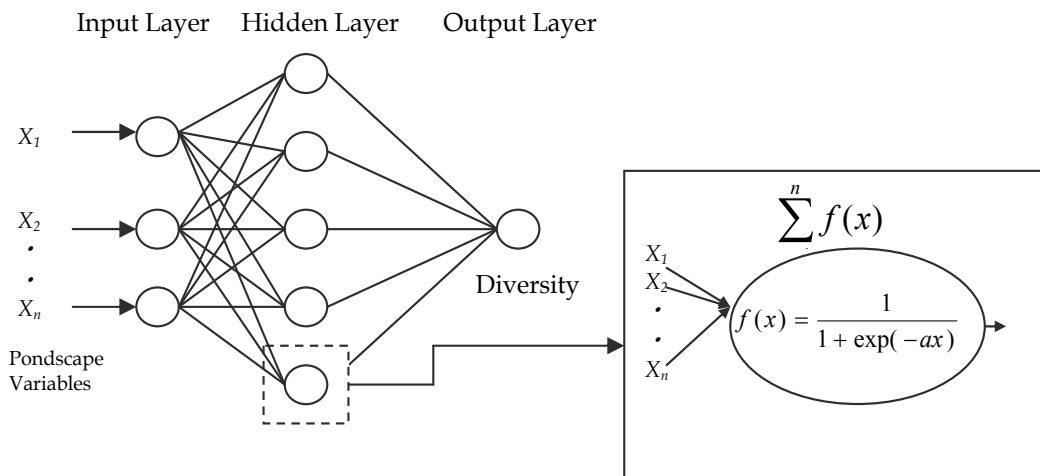 Input Layer
Hidden Layer
Output Layer
X1
X2
.
.
Xn
Pondscape
Variables
Diversity
n
∑ f(x)
X1
X2
.
.
Xn
f(x) = 1 / 1 + exp(−ax)